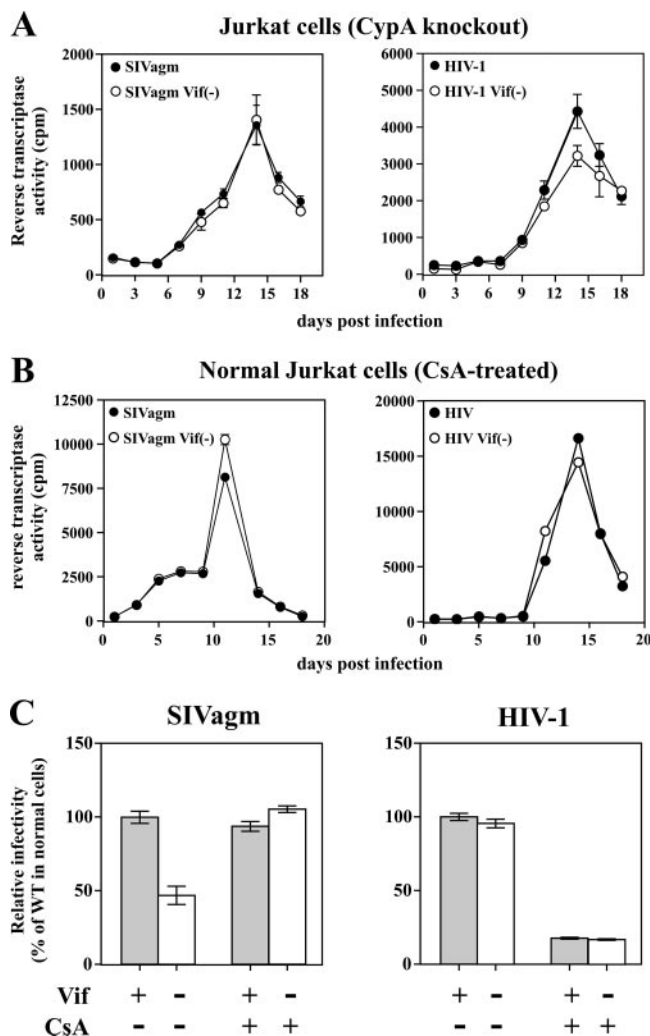 A
Jurkat cells (CypA knockout)
Reverse transcriptase
activity (cpm)
2000
1500
1000
500
0
SIVagm
SIVagm Vif(-)
0 3 6 9 12 15 18
6000
5000
4000
3000
2000
1000
0
HIV-1
HIV-1 Vif(-)
0 3 6 9 12 15 18
days post infection
B
Normal Jurkat cells (CsA-treated)
reverse transcriptase
activity (cpm)
12500
10000
7500
5000
2500
0
SIVagm
SIVagm Vif(-)
0 5 10 15 20
20000
15000
10000
5000
0
HIV
HIV Vif(-)
0 5 10 15 20
days post infection
C
SIVagm
HIV-1
Relative infectivity
(% of WT in normal cells)
150
100
50
0
150
100
50
0
Vif + - + - + - + -
CsA - - + + - - + +